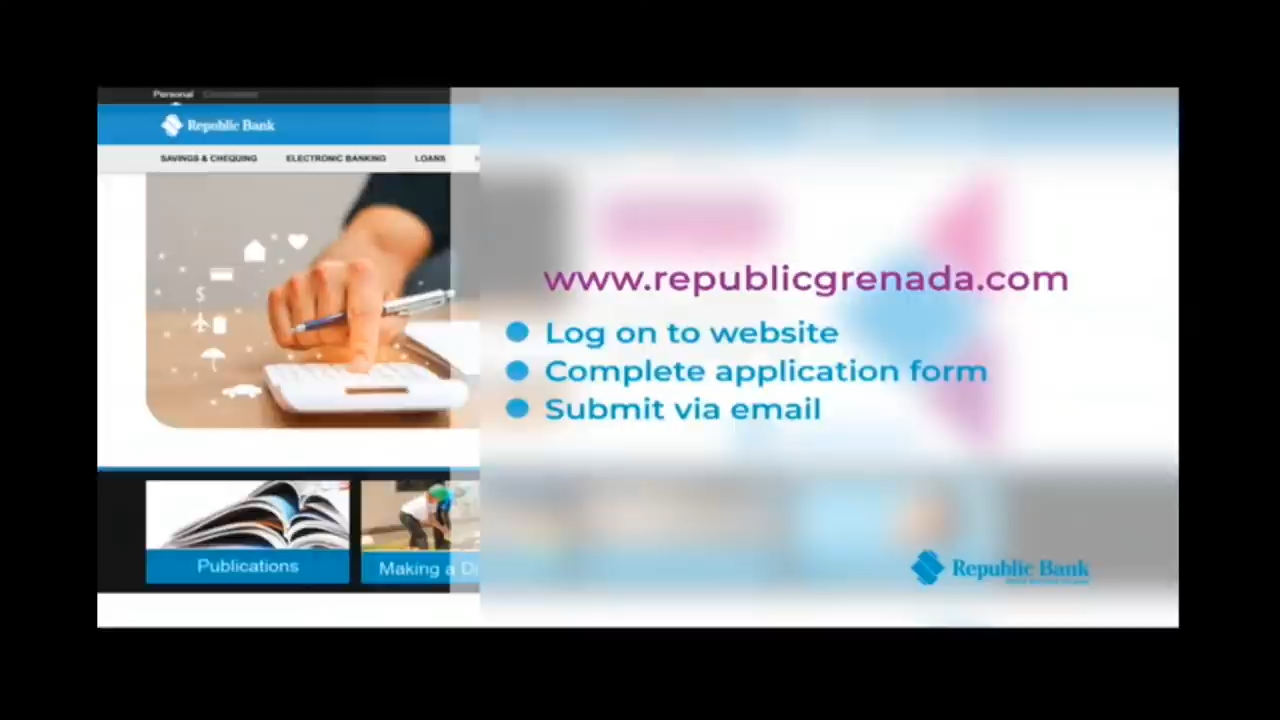 Personal
Republic Bank
SAVINGS & CHEQUING ELECTRONIC BANKING LOANS
$
www.republicgrenada.com
Log on to website
Complete application form
Submit via email
Publications
Making a Di
Republic Bank